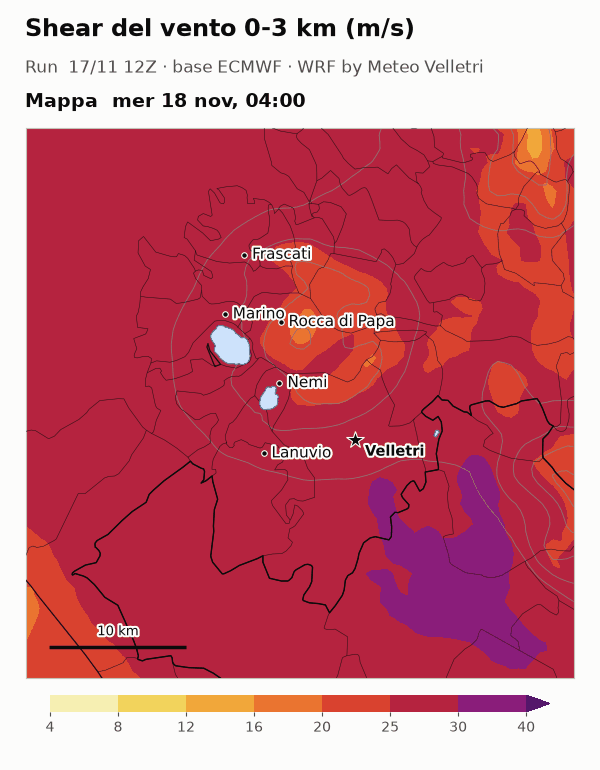 Shear del vento 0-3 km (m/s)
Run  17/11 12Z · base ECMWF · WRF by Meteo Velletri
Mappa  mer 18 nov, 04:00
Frascati
Marino
Rocca di Papa
Nemi
Velletri
Lanuvio
10 km
4 8 12 16 20 25 30 40